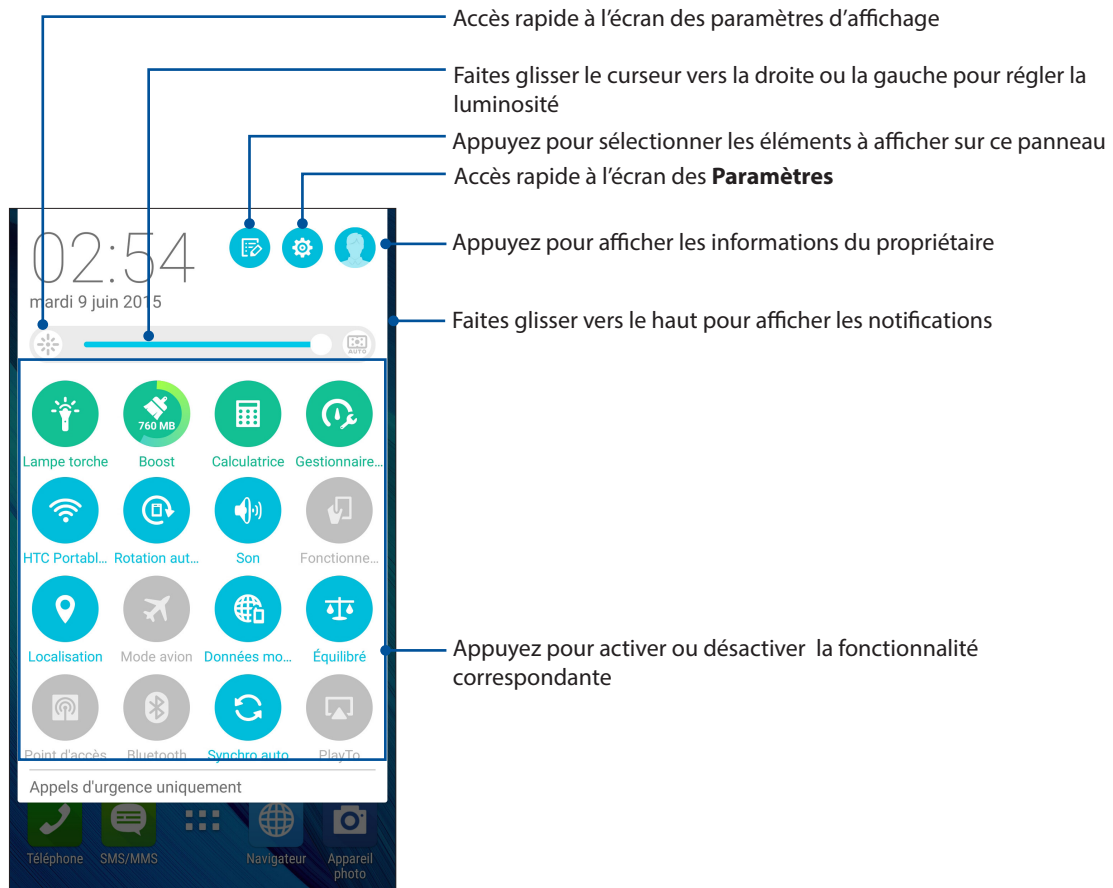 Accès rapide à l'écran des paramètres d'affichage
Faites glisser le curseur vers la droite ou la gauche pour régler la
luminosité
Appuyez pour sélectionner les éléments à afficher sur ce panneau
Accès rapide à l'écran des Paramètres
Appuyez pour afficher les informations du propriétaire
Faites glisser vers le haut pour afficher les notifications
02:54
mardi 9 juin 2015
AUTO
760 MB
Lampe torche Boost Calculatrice Gestionnaire...
HTC Portabl... Rotation aut... Son Fonctionne...
Localisation Mode avion Données mo... Équilibré
Appuyez pour activer ou désactiver la fonctionnalité
correspondante
Point d'accès Bluetooth Synchro auto PlayTo
Appels d'urgence uniquement
Téléphone SMS/MMS Navigateur Appareil
photo